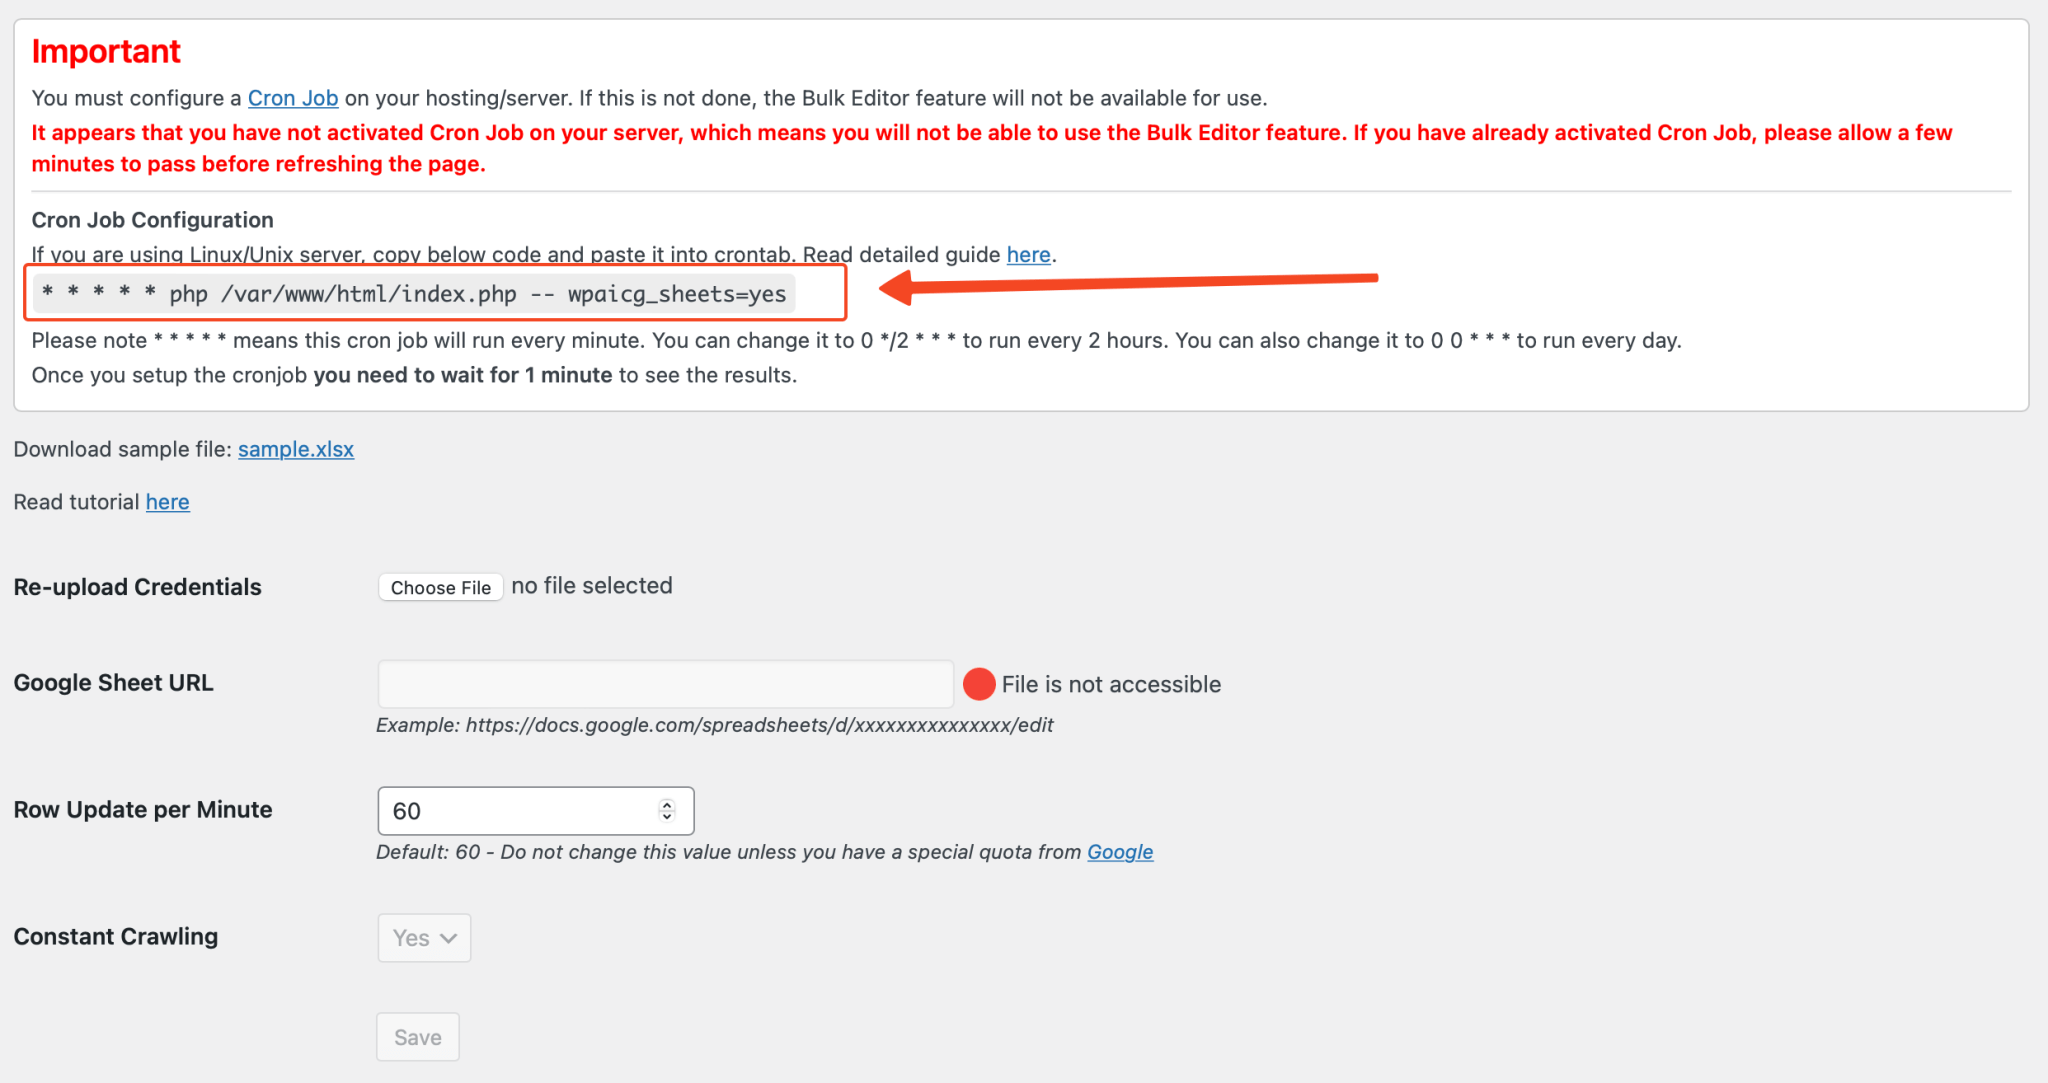 Important
You must configure a Cron Job on your hosting/server. If this is not done, the Bulk Editor feature will not be available for use.
It appears that you have not activated Cron Job on your server, which means you will not be able to use the Bulk Editor feature. If you have already activated Cron Job, please allow a few
minutes to pass before refreshing the page.
Cron Job Configuration
If you are using Linux/Unix server, copy below code and paste it into crontab. Read detailed guide here.
* * * * * php /var/www/html/index.php -- wpaicg_sheets=yes
Please note * * * * * means this cron job will run every minute. You can change it to 0 */2 * * * to run every 2 hours. You can also change it to 0 0 * * * to run every day.
Once you setup the cronjob you need to wait for 1 minute to see the results.
Download sample file: sample.xlsx
Read tutorial here
Re-upload Credentials Choose File no file selected
Google Sheet URL File is not accessible
Example: https://docs.google.com/spreadsheets/d/xxxxxxxxxxxxxxx/edit
Row Update per Minute 60
Default: 60 - Do not change this value unless you have a special quota from Google
Constant Crawling Yes
Save